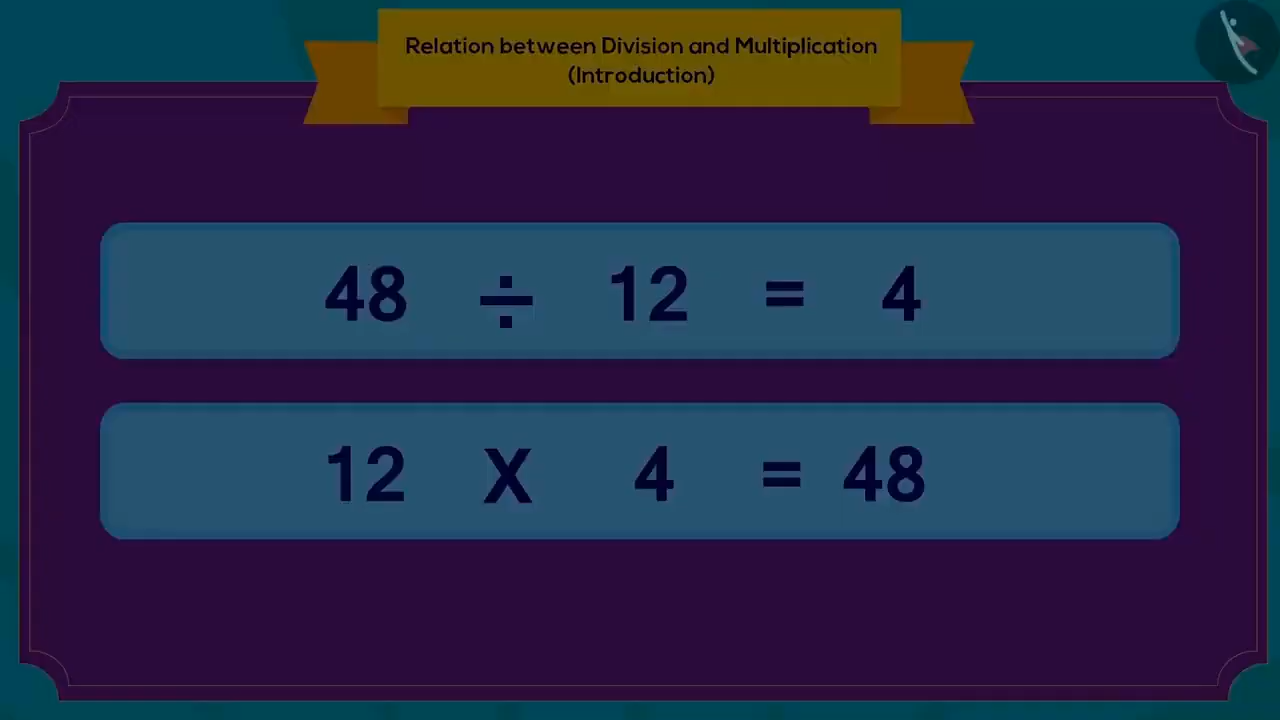 Relation between Division and Multiplication
(Introduction)
48 ÷ 12 = 4
12 X 4 = 48